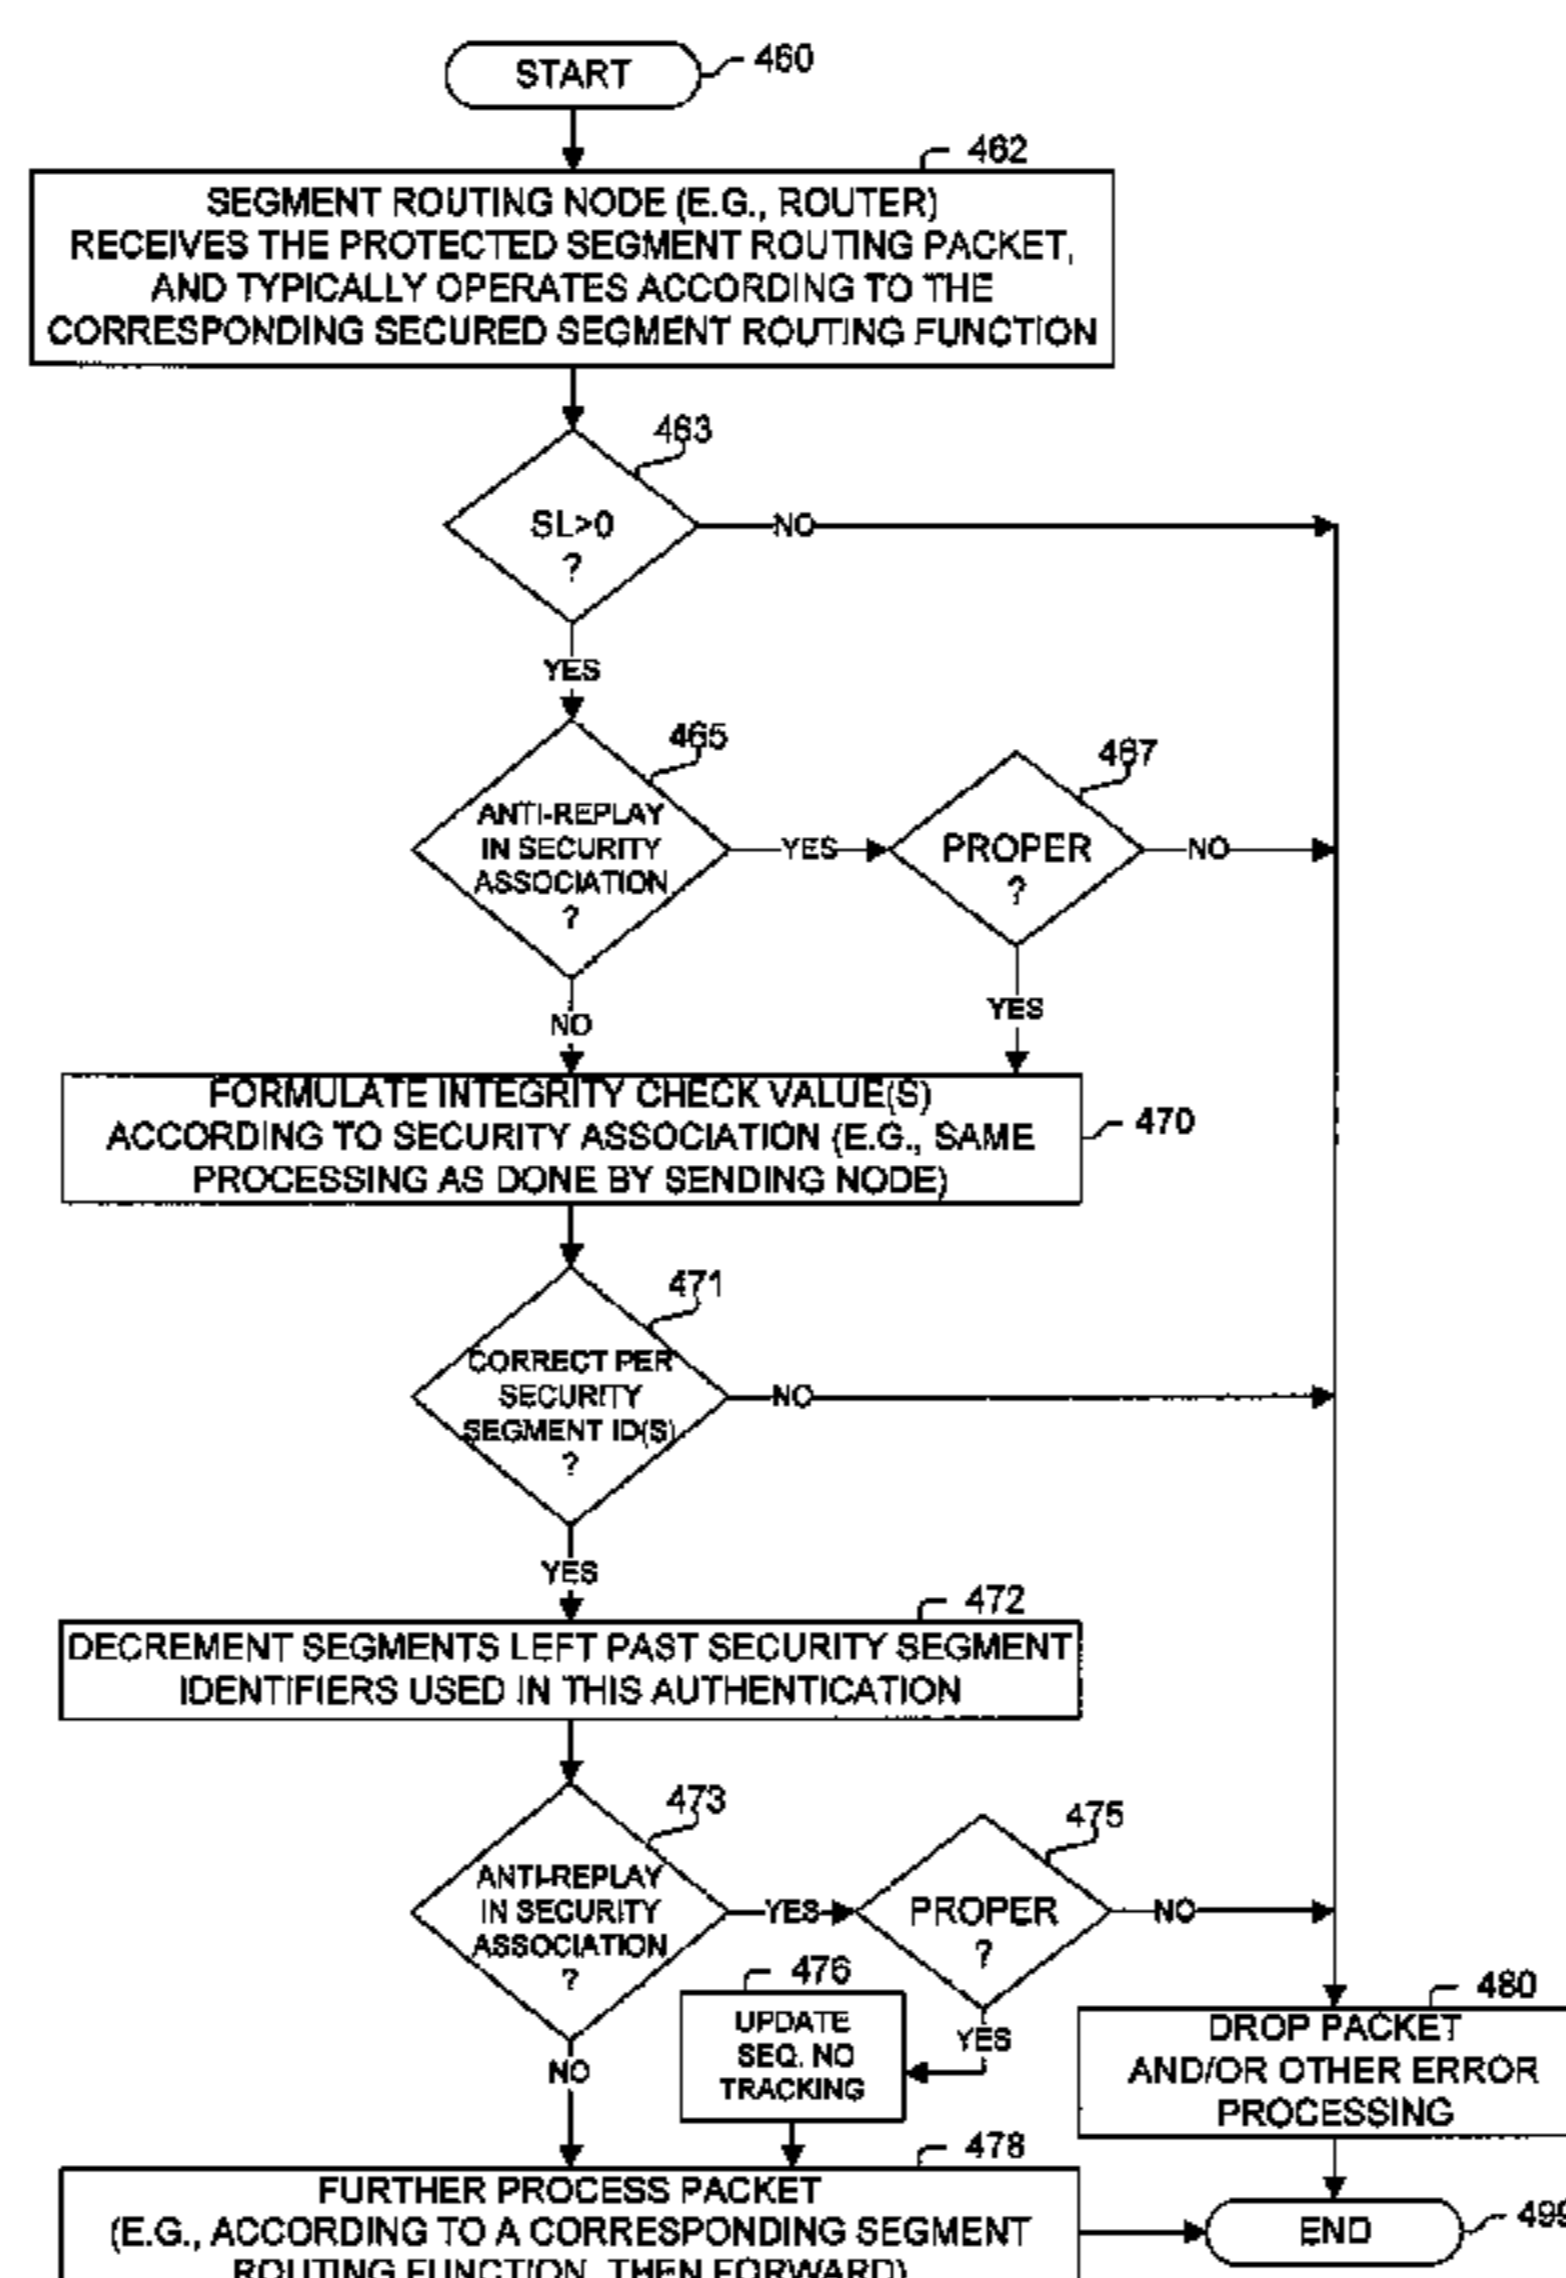 START
460
462
SEGMENT ROUTING NODE (E.G., ROUTER)
RECEIVES THE PROTECTED SEGMENT ROUTING PACKET,
AND TYPICALLY OPERATES ACCORDING TO THE
CORRESPONDING SECURED SEGMENT ROUTING FUNCTION
463
SL>0
?
NO
YES
465
ANTI-REPLAY
IN SECURITY
ASSOCIATION
?
YES
467
PROPER
?
NO
NO
YES
FORMULATE INTEGRITY CHECK VALUE(S)
ACCORDING TO SECURITY ASSOCIATION (E.G., SAME
PROCESSING AS DONE BY SENDING NODE)
470
471
CORRECT PER
SECURITY
SEGMENT ID(S)
?
NO
YES
472
DECREMENT SEGMENTS LEFT PAST SECURITY SEGMENT
IDENTIFIERS USED IN THIS AUTHENTICATION
473
ANTI-REPLAY
IN SECURITY
ASSOCIATION
?
YES
475
PROPER
?
NO
NO
YES
476
UPDATE
SEQ. NO
TRACKING
480
DROP PACKET
AND/OR OTHER ERROR
PROCESSING
478
FURTHER PROCESS PACKET
(E.G., ACCORDING TO A CORRESPONDING SEGMENT
ROUTING FUNCTION, THEN FORWARD)
END
499